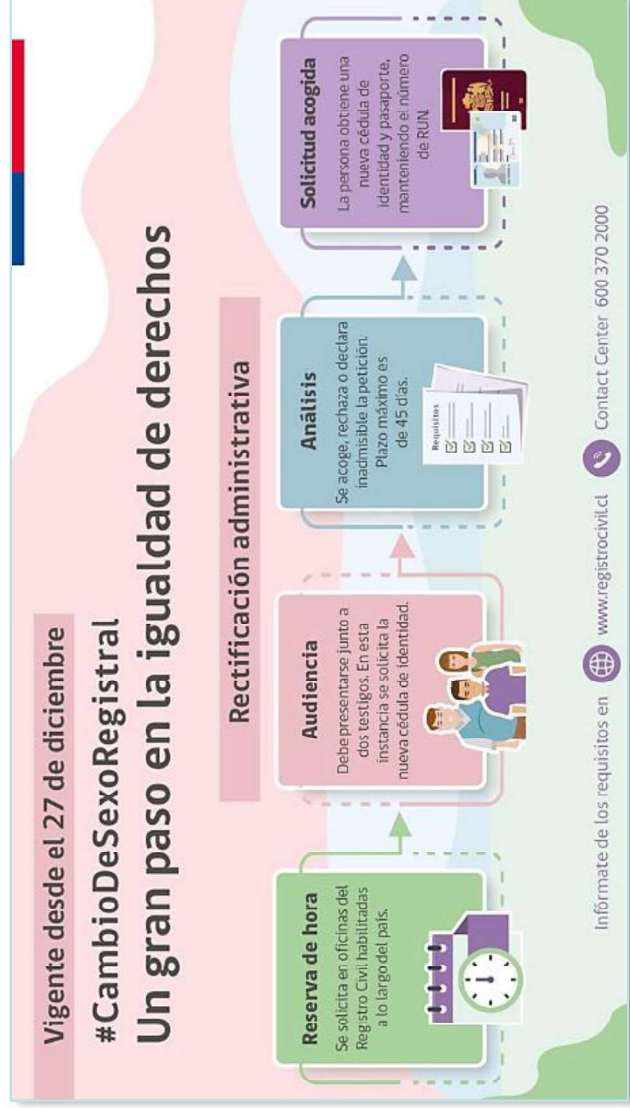 Vigente desde el 27 de diciembre
#CambioDeSexoRegistral
Un gran paso en la igualdad de derechos
Rectificación administrativa
Reserva de hora
Se solicita en oficinas del
Registro Civil habilitadas
a lo largo del país.
Audiencia
Debe presentarse junto a
dos testigos. En esta
instancia se solicita la
nueva cédula de identidad.
Análisis
Se acoge, rechaza o declara
inadmisible la petición.
Plazo máximo es
de 45 días.
Requisitos
Solicitud acogida
La persona obtiene una
nueva cédula de
identidad y pasaporte,
manteniendo el número
de RUN.
Infórmate de los requisitos en
www.registrocivil.cl
Contact Center 600 370 2000